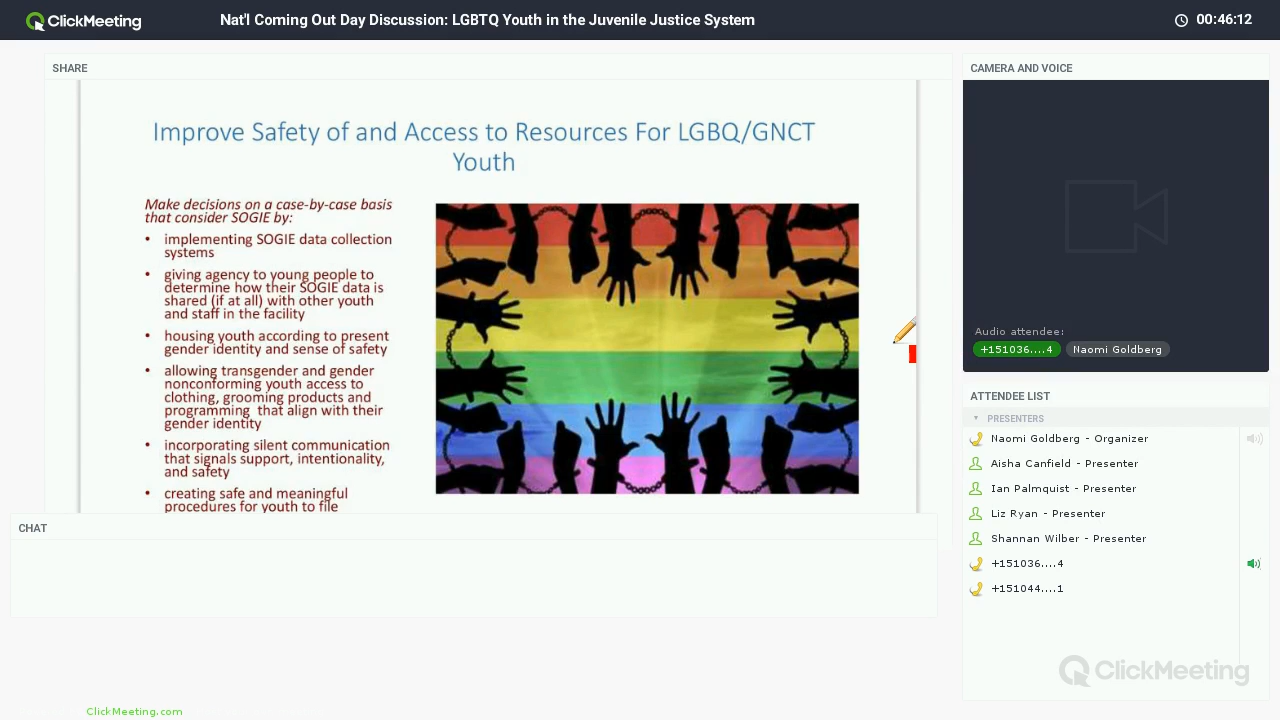 ClickMeeting
Nat'l Coming Out Day Discussion: LGBTQ Youth in the Juvenile Justice System
00:46:12
SHARE
Improve Safety of and Access to Resources For LGBQ/GNCT
Youth
Make decisions on a case-by-case basis
that consider SOGIE by:
• implementing SOGIE data collection
systems
• giving agency to young people to
determine how their SOGIE data is
shared (if at all) with other youth
and staff in the facility
• housing youth according to present
gender identity and sense of safety
• allowing transgender and gender
nonconforming youth access to
clothing, grooming products and
programming that align with their
gender identity
• incorporating silent communication
that signals support, intentionality,
and safety
• creating safe and meaningful
procedures for youth to file
CHAT
CAMERA AND VOICE
Audio attendee:
+151036....4 Naomi Goldberg
ATTENDEE LIST
PRESENTERS
Naomi Goldberg - Organizer
Aisha Canfield - Presenter
Ian Palmquist - Presenter
Liz Ryan - Presenter
Shannan Wilber - Presenter
+151036....4
+151044....1
ClickMeeting
ClickMeeting.com